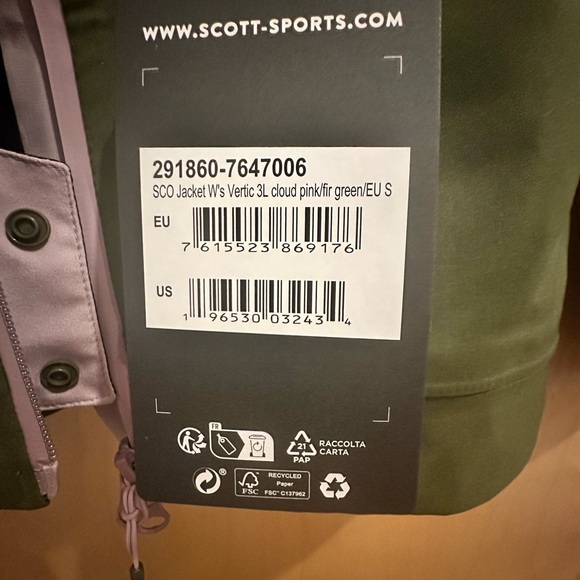 WWW.SCOTT-SPORTS.COM
291860-7647006
SCO Jacket W's Vertic 3L cloud pink/fir green/EU S
EU
7 615523 869176
US
1 96530 03243 4
FR
21
PAP
RACCOLTA
CARTA
®
FSC
RECYCLED
Paper
FSC® C137962